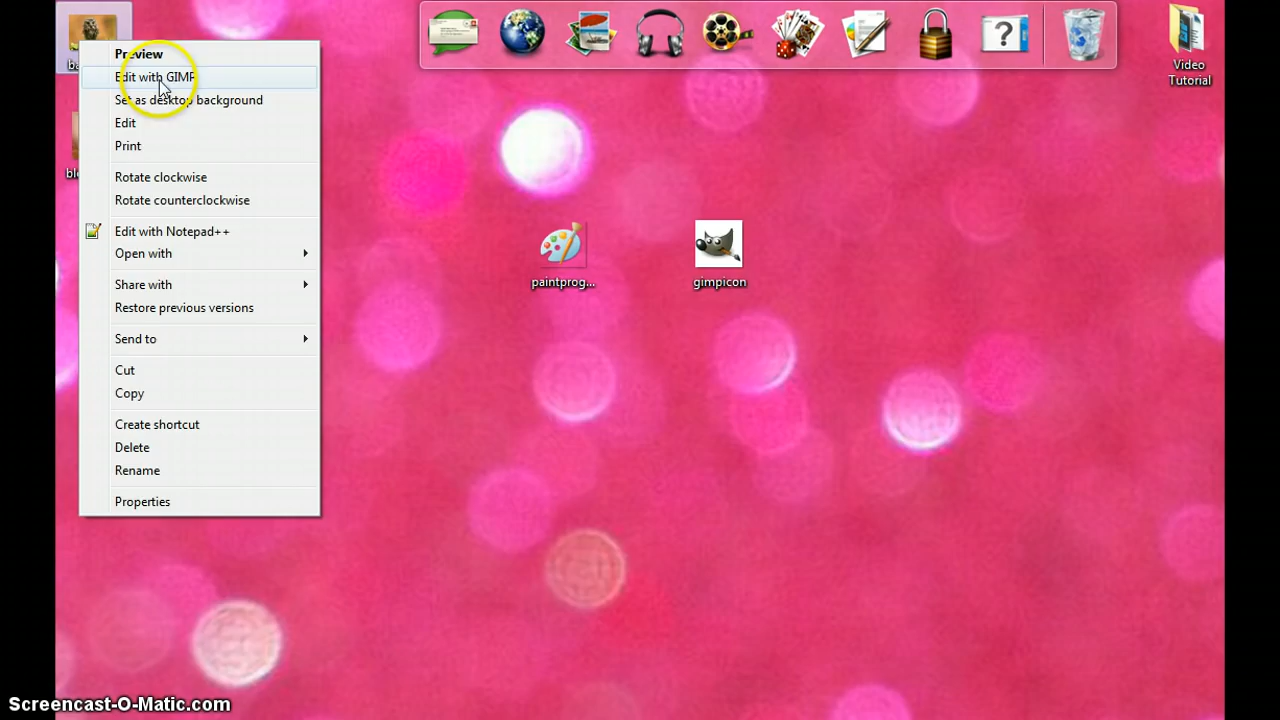 ba
Preview
Edit with GIMP
Set as desktop background
Edit
Print
Rotate clockwise
Rotate counterclockwise
Edit with Notepad++
Open with
Share with
Restore previous versions
Send to
Cut
Copy
Create shortcut
Delete
Rename
Properties
paintprog...
gimpicon
Video
Tutorial
Screencast-O-Matic.com